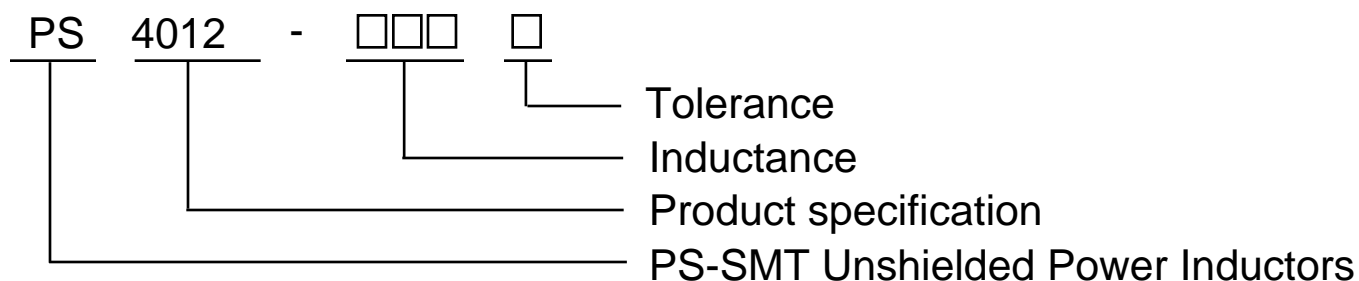 PS 4012 - □□□ □
Tolerance
Inductance
Product specification
PS-SMT Unshielded Power Inductors